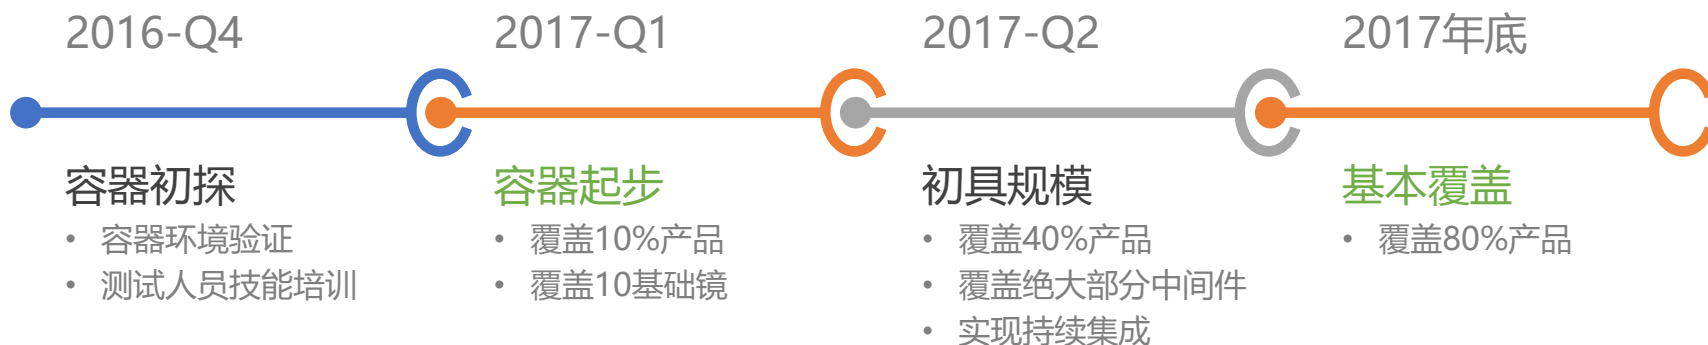 2016-Q4
容器初探
• 容器环境验证
• 测试人员技能培训
2017-Q1
容器起步
• 覆盖10%产品
• 覆盖10基础镜
2017-Q2
初具规模
• 覆盖40%产品
• 覆盖绝大部分中间件
• 实现持续集成
2017年底
基本覆盖
• 覆盖80%产品